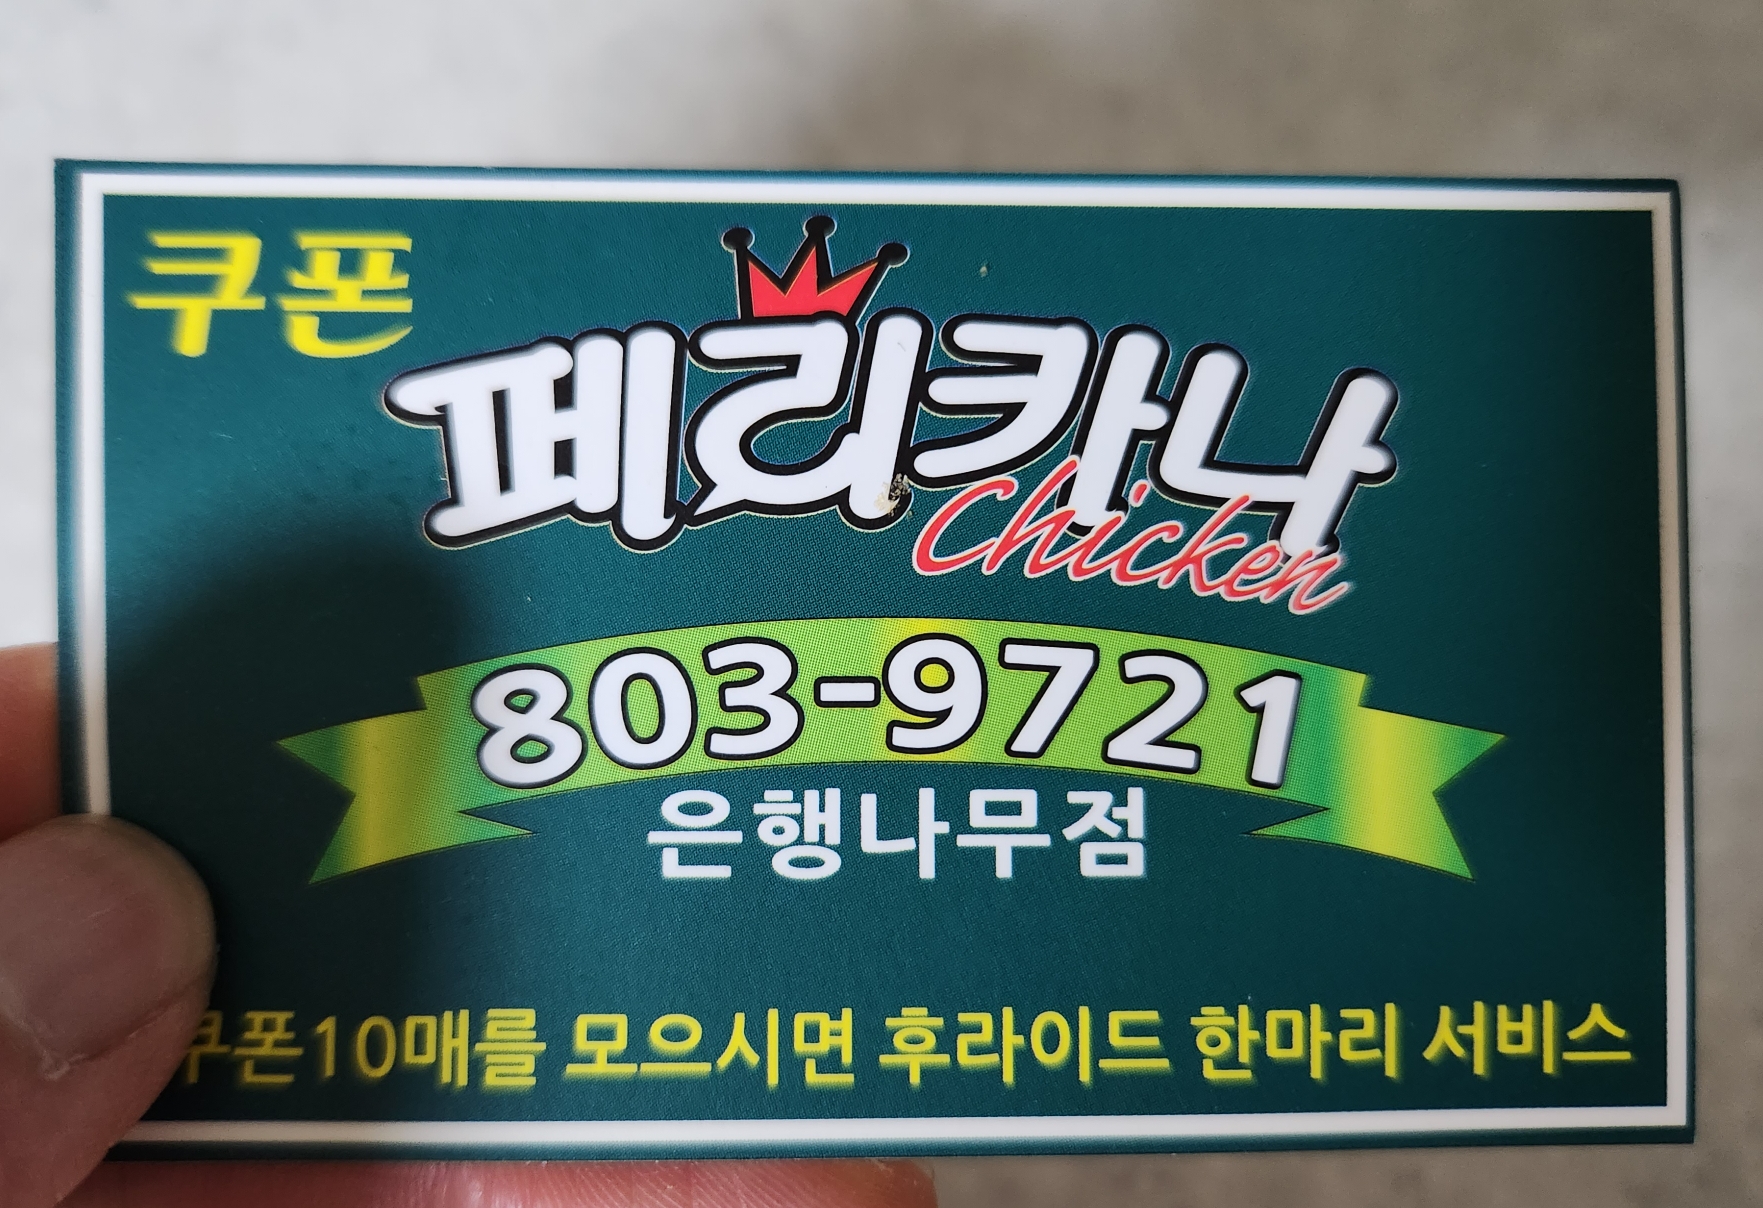 쿠폰
페리카나
Chicken
803-9721
은행나무점
쿠폰10매를 모으시면 후라이드 한마리 서비스